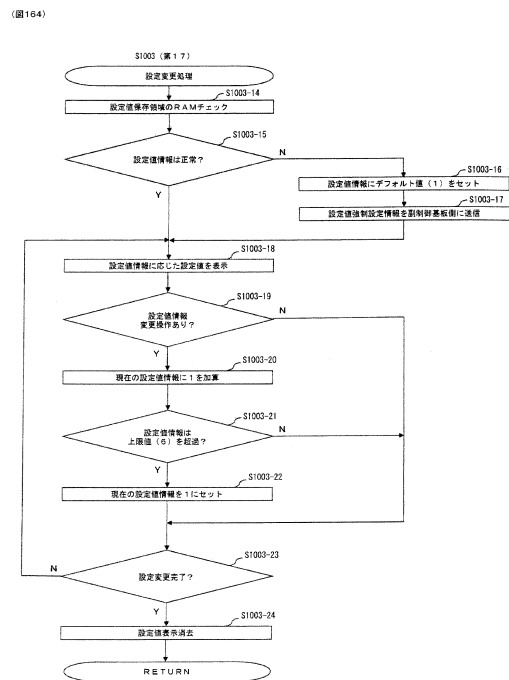 （図164）
S1003（第17）
設定変更処理
S1003-14
設定値保存領域のRAMチェック
S1003-15
設定値情報は正常？
N
Y
S1003-16
設定値情報にデフォルト値（1）をセット
S1003-17
設定値強制設定情報を副制御基板側に送信
S1003-18
設定値情報に応じた設定値を表示
S1003-19
設定値情報
変更操作あり？
N
Y
S1003-20
現在の設定値情報に1を加算
S1003-21
設定値情報は
上限値（6）を超過？
N
Y
S1003-22
現在の設定値情報を1にセット
S1003-23
設定変更完了？
N
Y
S1003-24
設定値表示消去
RETURN